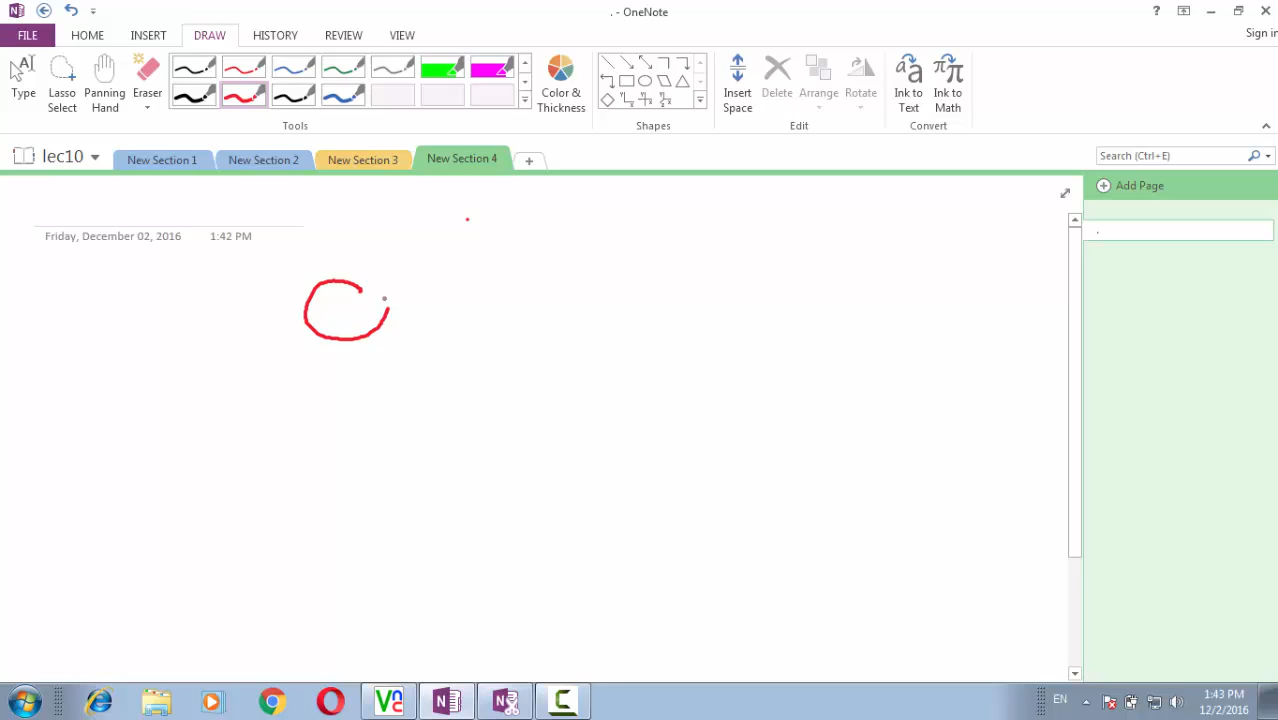 . - OneNote
?
Sign in
FILE HOME INSERT DRAW HISTORY REVIEW VIEW
Type
Lasso Select
Panning Hand
Eraser
Color & Thickness
Insert Space
Delete
Arrange
Rotate
Ink to Text
Ink to Math
Tools
Shapes
Edit
Convert
lec10
New Section 1
New Section 2
New Section 3
New Section 4
Search (Ctrl+E)
Add Page
.
Friday, December 02, 2016 1:42 PM
EN
1:43 PM
12/2/2016